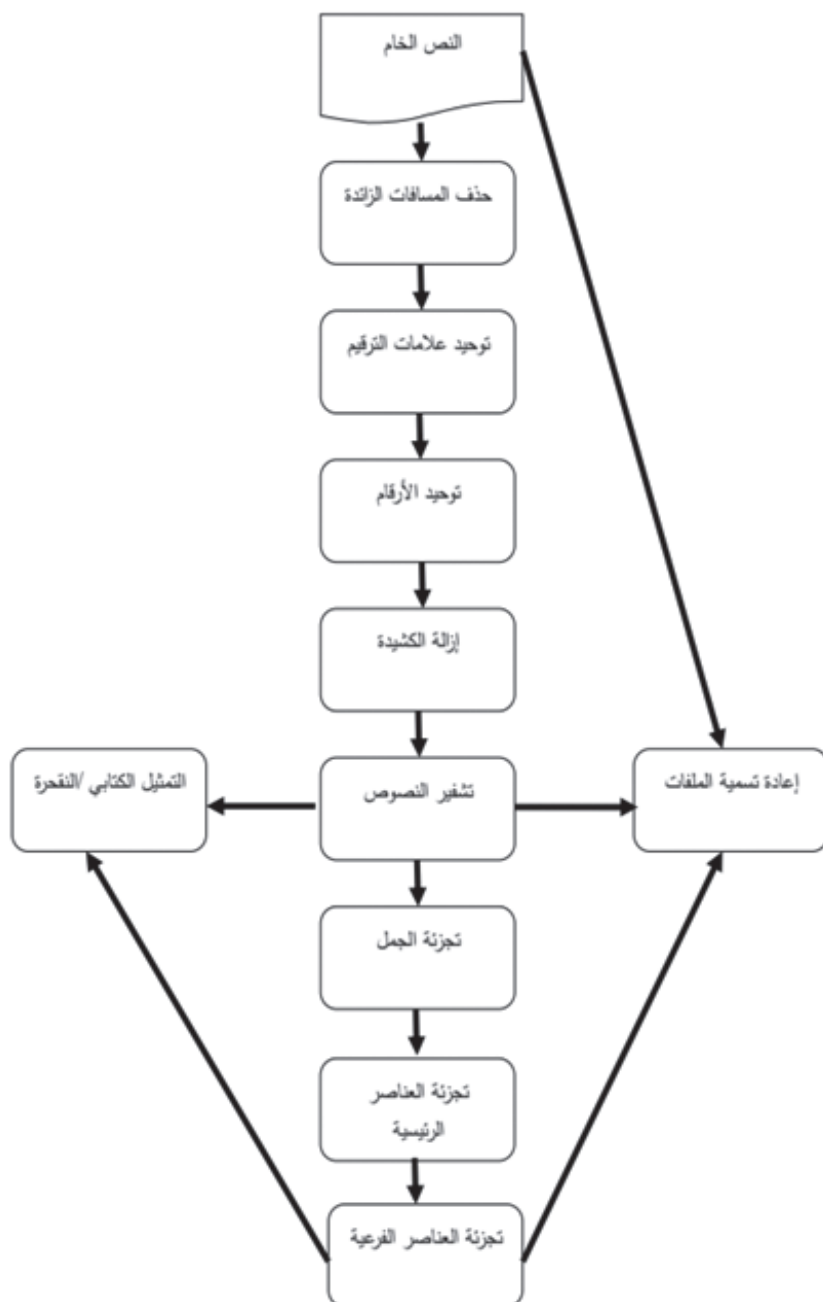 النص الخام
حذف المسافات الزائدة
توحيد علامات الترقيم
توحيد الأرقام
إزالة الكشيدة
إعادة تسمية الملفات
تشفير النصوص
التمثيل الكتابي /النقحرة
تجزئة الجمل
تجزئة العناصر
الرئيسية
تجزئة العناصر الفرعية